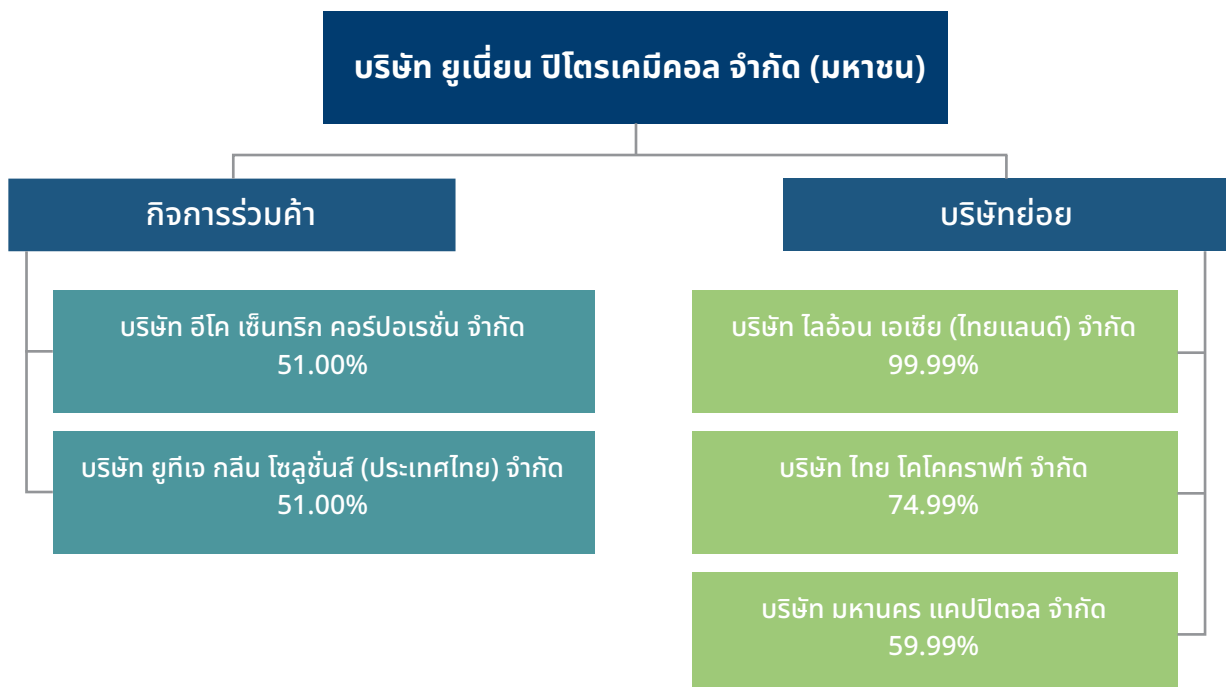 บริษัท ยูเนี่ยน ปิโตรเคมีคอล จำกัด (มหาชน)
กิจการร่วมค้า
บริษัท อีโค เซ็นทริก คอร์ปอเรชั่น จำกัด
51.00%
บริษัท ยูทีเจ กลีน โซลูชั่นส์ (ประเทศไทย) จำกัด
51.00%
บริษัทย่อย
บริษัท ไลอ้อน เอเซีย (ไทยแลนด์) จำกัด
99.99%
บริษัท ไทย โคโคคราฟท์ จำกัด
74.99%
บริษัท มหานคร แคปปิตอล จำกัด
59.99%